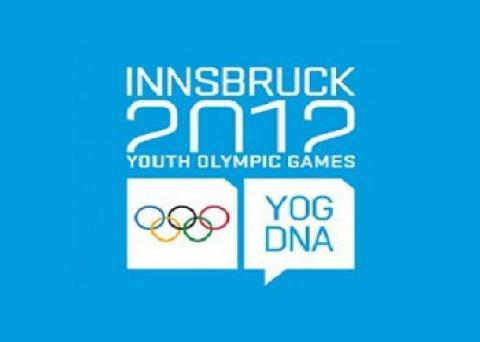 INNSBRUCK
2012
YOUTH OLYMPIC GAMES
YOG
DNA